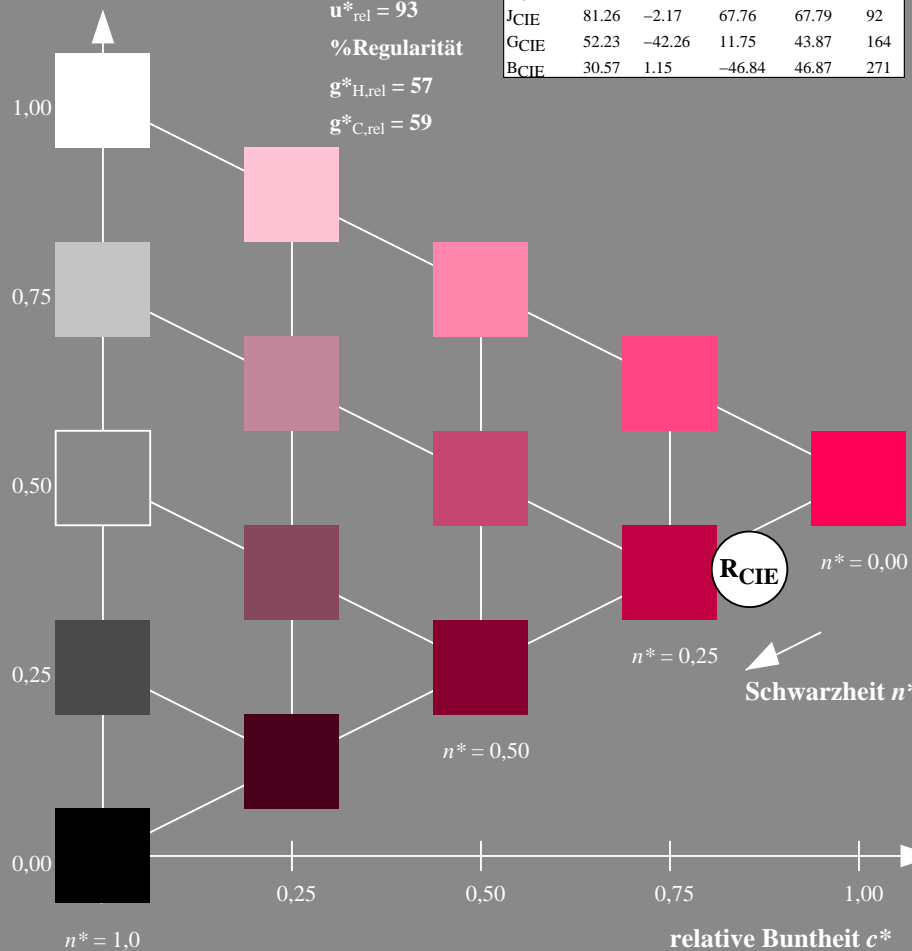 u*rel = 93
%Regularität
g*H,rel = 57
g*C,rel = 59
JCIE 81.26 −2.17 67.76 67.79 92
GCIE 52.23 −42.26 11.75 43.87 164
BCIE 30.57 1.15 −46.84 46.87 271
1,00
0,75
0,50
0,25
0,00
RCIE
n* = 0,00
n* = 0,25
Schwarzheit n*
n* = 0,50
0,25 0,50 0,75 1,00
n* = 1,0
relative Buntheit c*